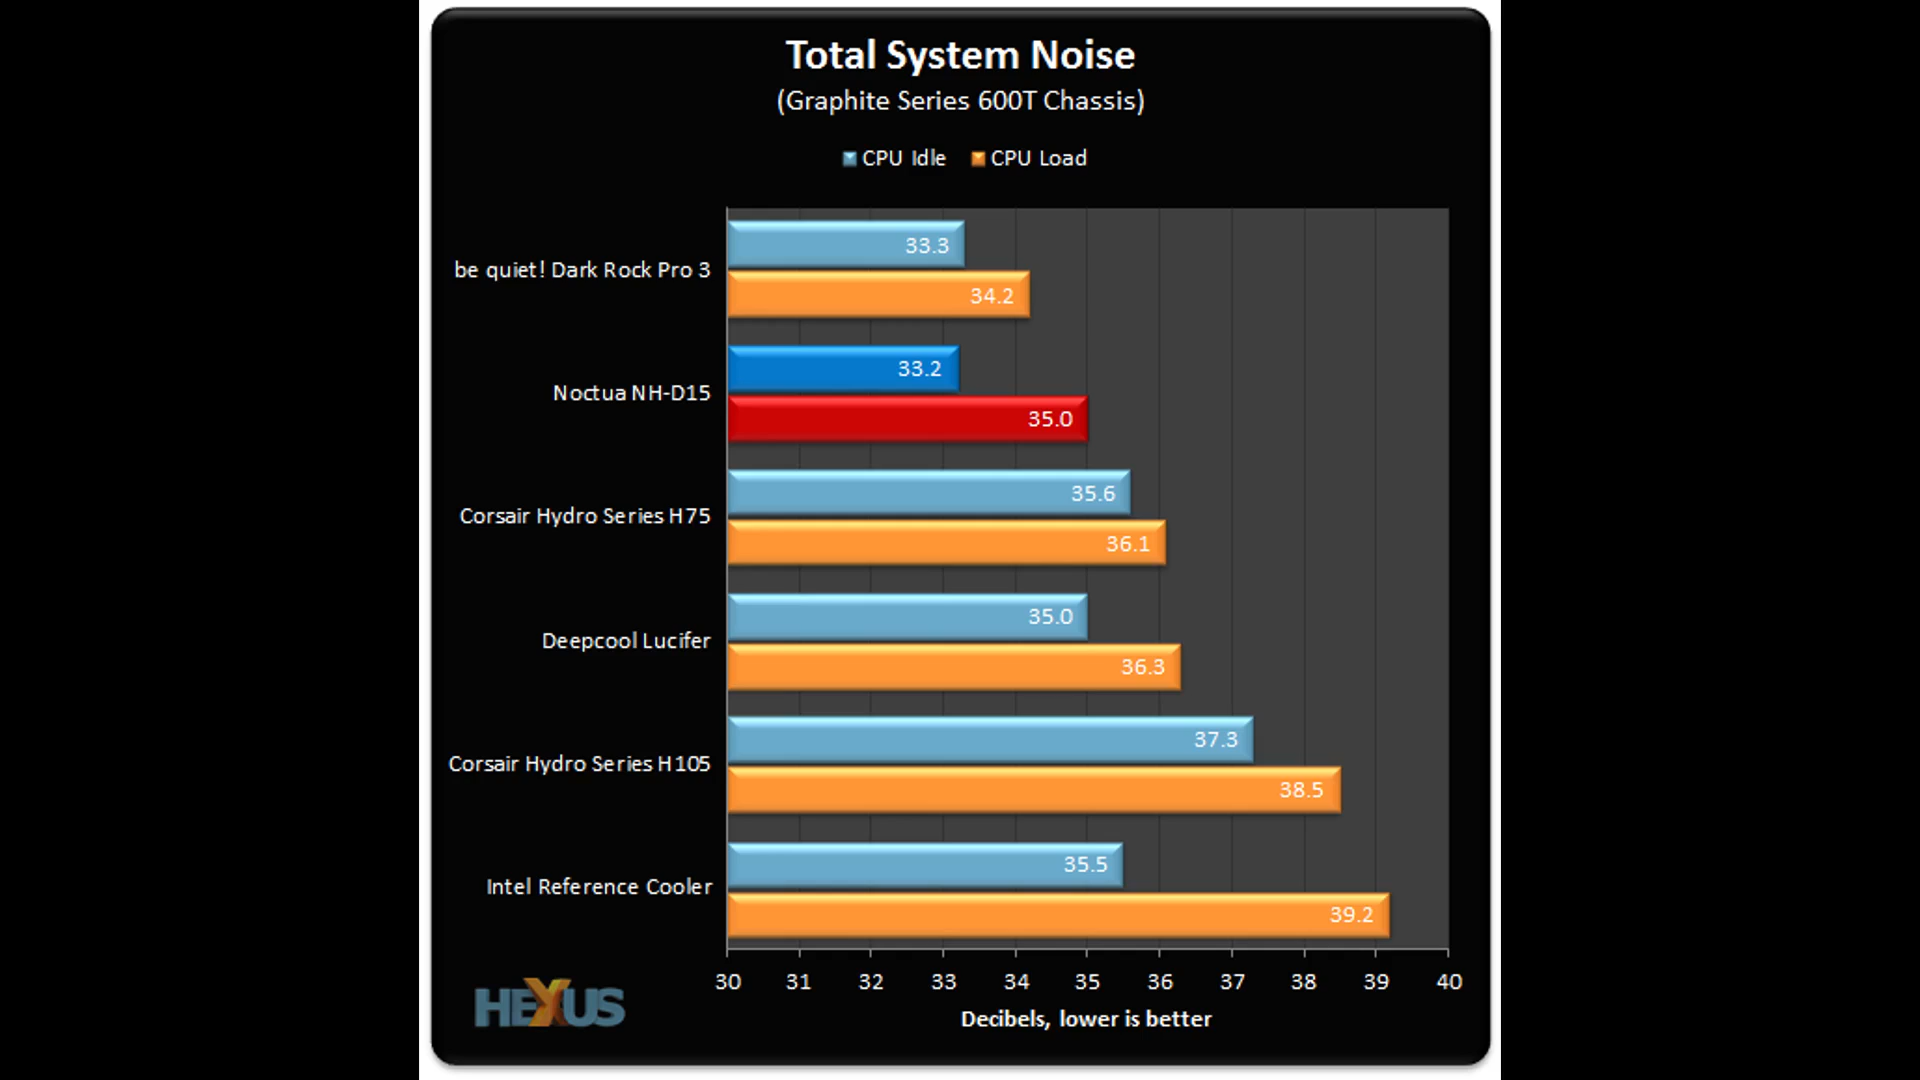 Total System Noise
(Graphite Series 600T Chassis)
CPU Idle CPU Load
be quiet! Dark Rock Pro 3
33.3
34.2
Noctua NH-D15
33.2
35.0
Corsair Hydro Series H75
35.6
36.1
Deepcool Lucifer
35.0
36.3
Corsair Hydro Series H105
37.3
38.5
Intel Reference Cooler
35.5
39.2
30 31 32 33 34 35 36 37 38 39 40
Decibels, lower is better
HEXUS